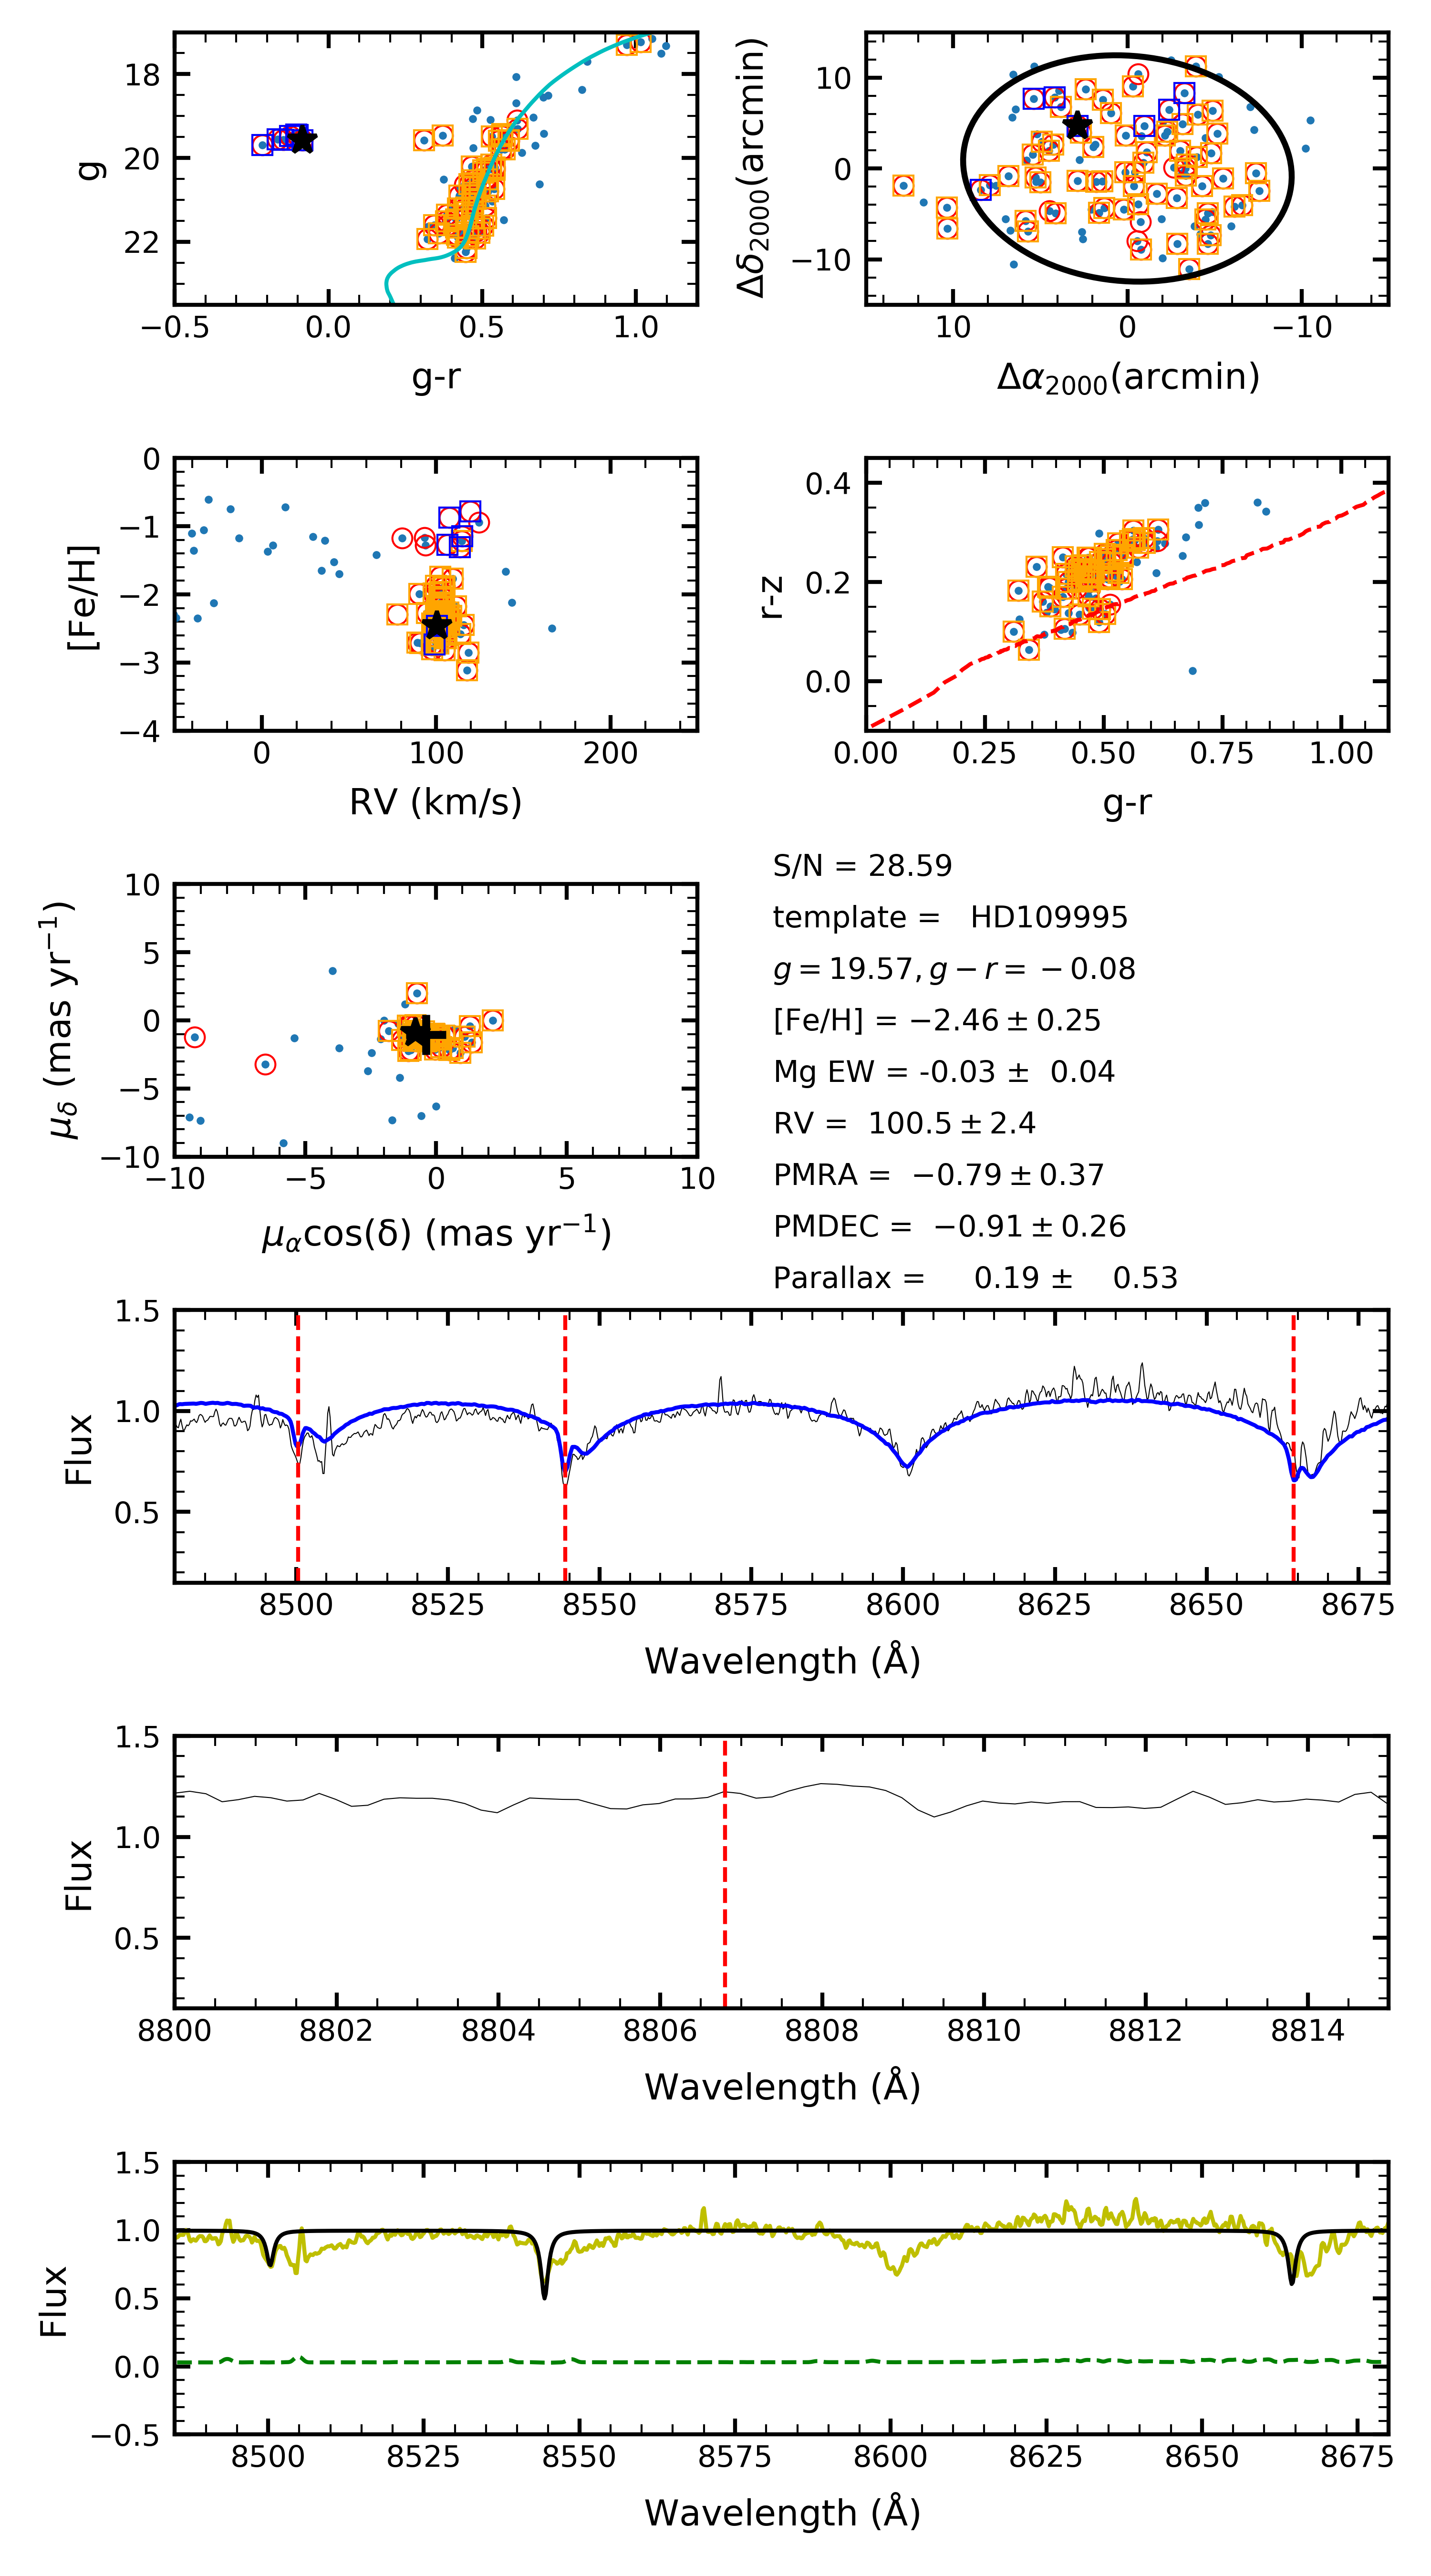 18
20
22
g
−0.5 0.0 0.5 1.0
g-r
10
0
−10
Δδ2000(arcmin)
10 0 −10
Δα2000(arcmin)
0
−1
−2
−3
−4
[Fe/H]
0 100 200
RV (km/s)
0.4
0.2
0.0
r-z
0.00 0.25 0.50 0.75 1.00
g-r
10
5
0
−5
−10
μδ (mas yr−1)
−10 −5 0 5 10
μαcos(δ) (mas yr−1)
S/N = 28.59
template = HD109995
g = 19.57, g − r = −0.08
[Fe/H] = −2.46 ± 0.25
Mg EW = -0.03 ± 0.04
RV = 100.5 ± 2.4
PMRA = −0.79 ± 0.37
PMDEC = −0.91 ± 0.26
Parallax = 0.19 ± 0.53
1.5
1.0
0.5
Flux
8500 8525 8550 8575 8600 8625 8650 8675
Wavelength (Å)
1.5
1.0
0.5
Flux
8800 8802 8804 8806 8808 8810 8812 8814
Wavelength (Å)
1.5
1.0
0.5
0.0
−0.5
Flux
8500 8525 8550 8575 8600 8625 8650 8675
Wavelength (Å)